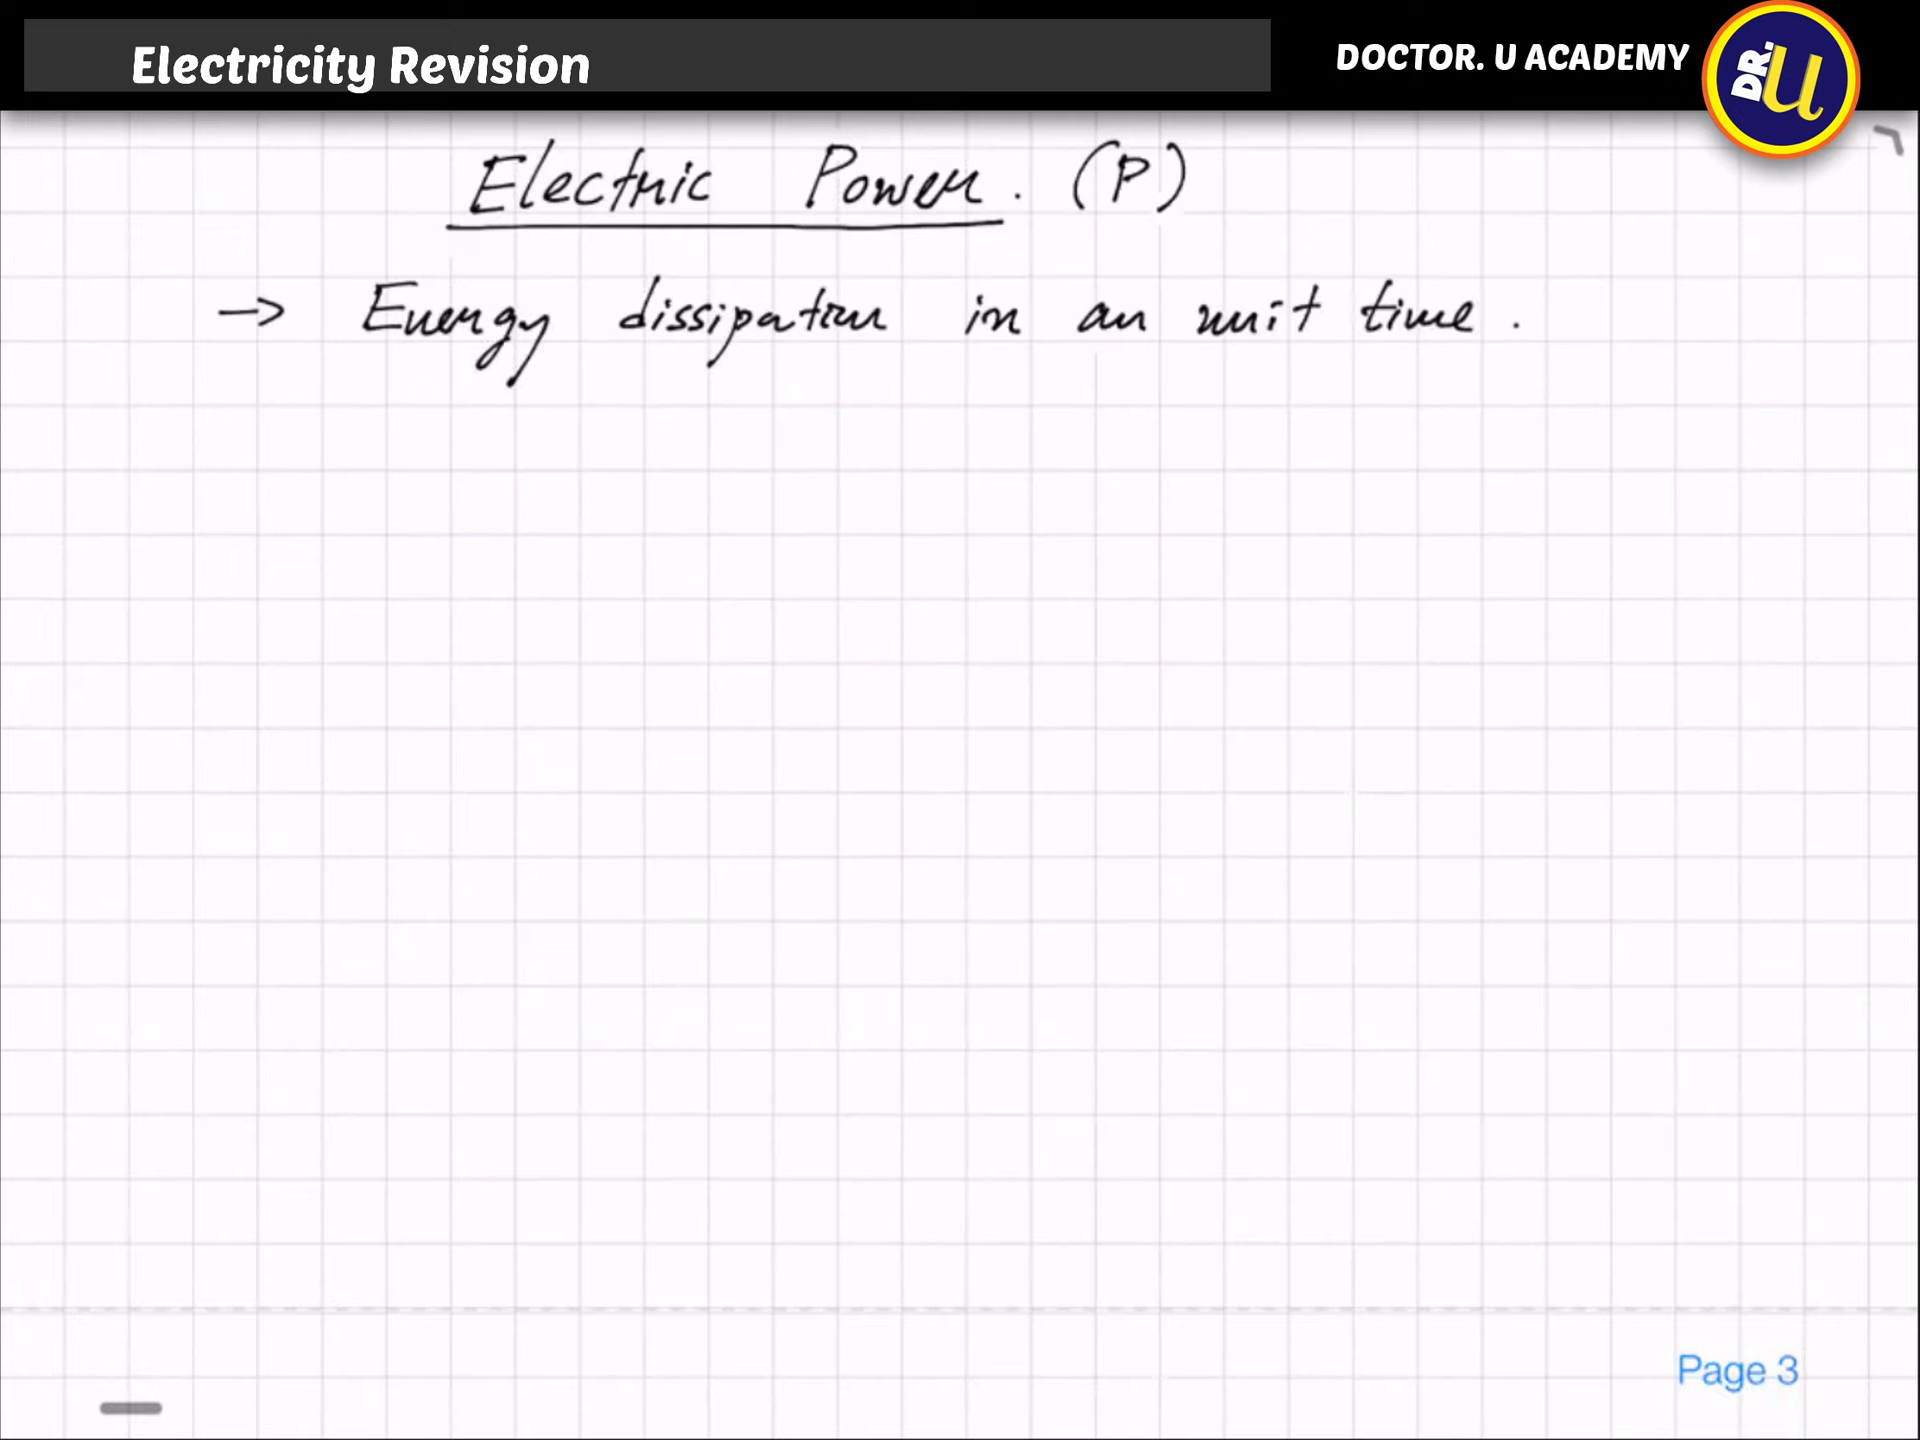 Electricity Revision
DOCTOR. U ACADEMY
DR. U
Electric Power. (P)
→ Energy dissipation in an unit time.
Page 3